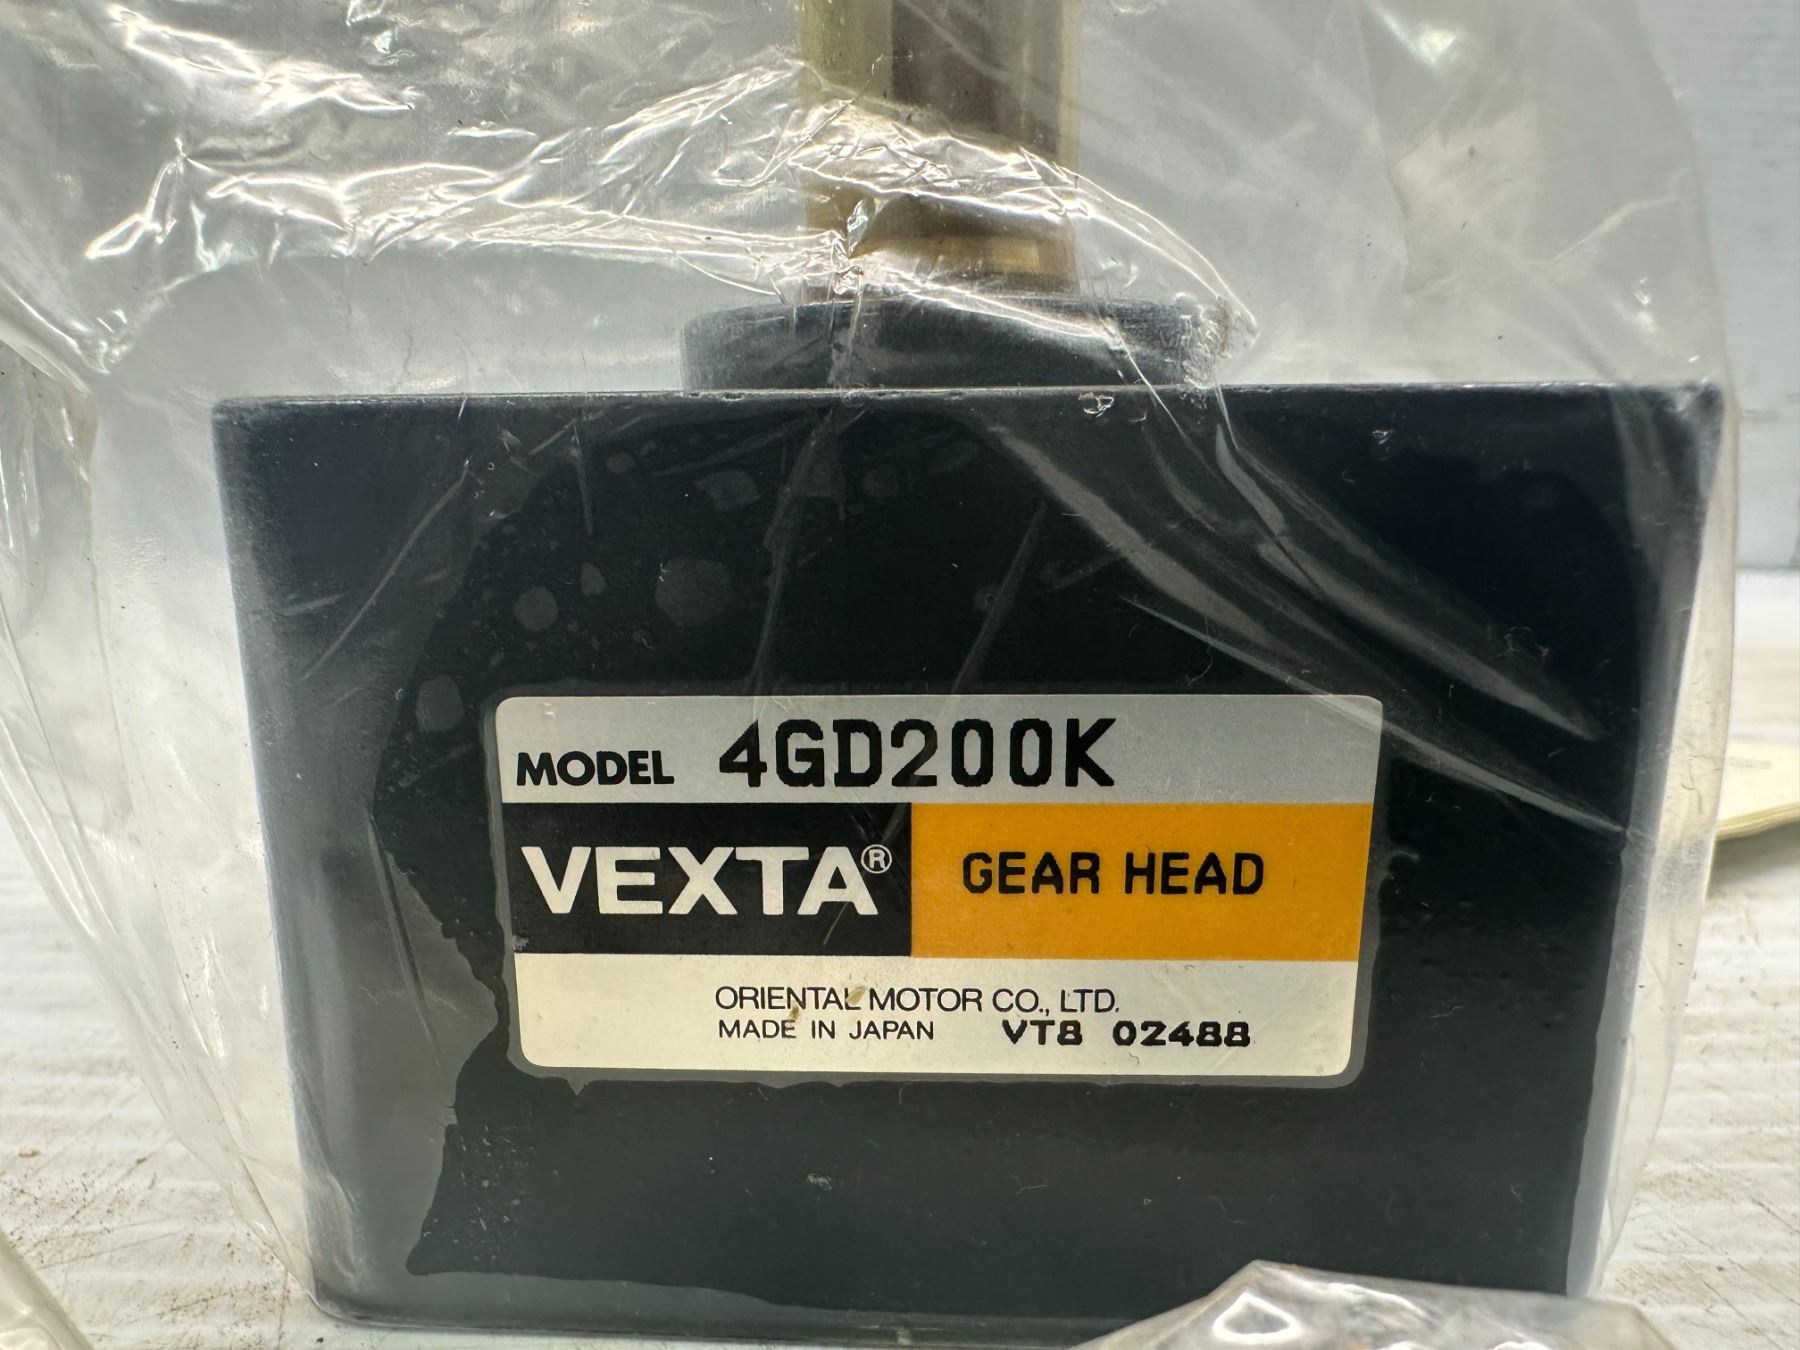 MODEL 4GD200K
VEXTA® GEAR HEAD
ORIENTAL MOTOR CO., LTD.
MADE IN JAPAN VT8 02488